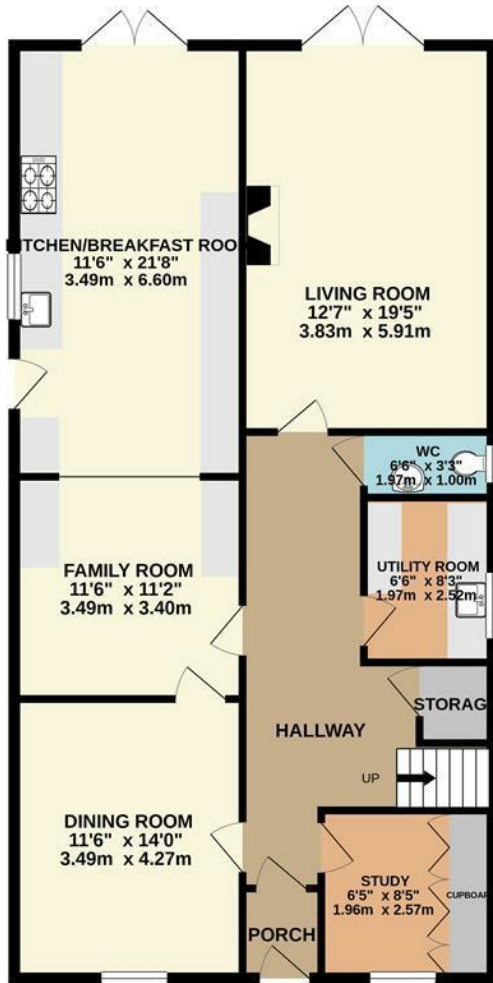 KITCHEN/BREAKFAST ROO
11'6" x 21'8"
3.49m x 6.60m
LIVING ROOM
12'7" x 19'5"
3.83m x 5.91m
WC
6'6" x 3'3"
1.97m x 1.00m
FAMILY ROOM
11'6" x 11'2"
3.49m x 3.40m
UTILITY ROOM
6'6" x 8'3"
1.97m x 2.52m
STORAG
HALLWAY
UP
DINING ROOM
11'6" x 14'0"
3.49m x 4.27m
STUDY
6'5" x 8'5"
1.96m x 2.57m
CUPBOAR
PORCH